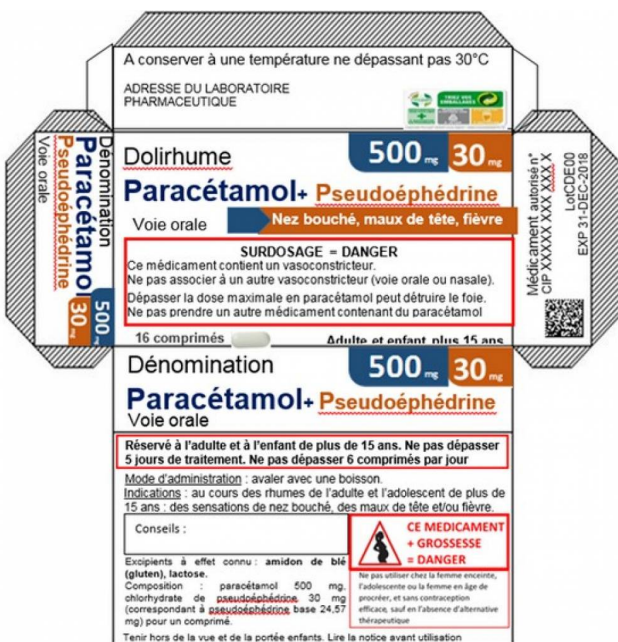 A conserver à une température ne dépassant pas 30°C
ADRESSE DU LABORATOIRE
PHARMACEUTIQUE
TRIEZ VOS
EMBALLAGES
Dénomination
Paracétamol
Pseudoéphédrine
Voie orale
500 mg
30 mg
Dolirhume
500 mg 30 mg
Paracétamol+ Pseudoéphédrine
Voie orale
Nez bouché, maux de tête, fièvre
SURDOSAGE = DANGER
Ce médicament contient un vasoconstricteur.
Ne pas associer à un autre vasoconstricteur (voie orale ou nasale).
Dépasser la dose maximale en paracétamol peut détruire le foie.
Ne pas prendre un autre médicament contenant du paracétamol
16 comprimés
Adulte et enfant plus 15 ans
Médicament autorisé n°
CIP XXXXX XXX XXX X
LotCDE00
EXP 31-DEC-2018
Dénomination
500 mg 30 mg
Paracétamol+ Pseudoéphédrine
Voie orale
Réservé à l'adulte et à l'enfant de plus de 15 ans. Ne pas dépasser
5 jours de traitement. Ne pas dépasser 6 comprimés par jour
Mode d'administration : avaler avec une boisson.
Indications : au cours des rhumes de l'adulte et l'adolescent de plus de
15 ans : des sensations de nez bouché, des maux de tête et/ou fièvre.
Conseils :
CE MEDICAMENT
+ GROSSESSE
= DANGER
Excipients à effet connu : amidon de blé
(gluten), lactose.
Composition : paracétamol 500 mg,
chlorhydrate de pseudoéphédrine 30 mg
(correspondant à pseudoéphédrine base 24,57
mg) pour un comprimé.
Ne pas utiliser chez la femme enceinte,
l'adolescente ou la femme en âge de
procréer, et sans contraception
efficace, sauf en l'absence d'alternative
thérapeutique
Tenir hors de la vue et de la portée enfants. Lire la notice avant utilisation